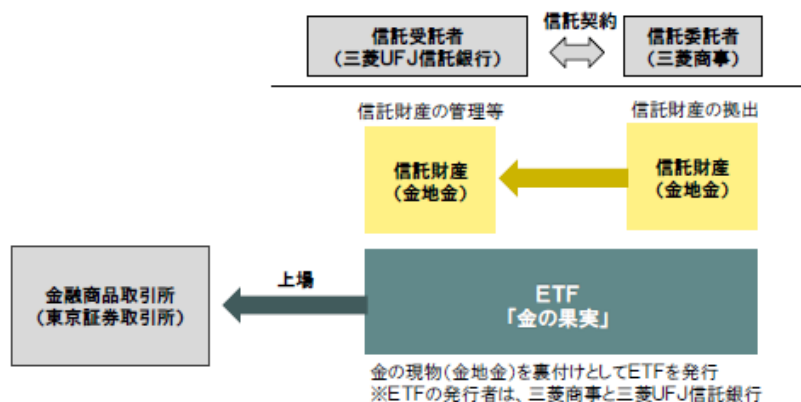 信託受託者
(三菱UFJ信託銀行)
信託契約
信託委託者
(三菱商事)
信託財産の管理等
信託財産の拠出
信託財産
(金地金)
信託財産
(金地金)
金融商品取引所
(東京証券取引所)
上場
ETF
「金の果実」
金の現物(金地金)を裏付けとしてETFを発行
※ETFの発行者は、三菱商事と三菱UFJ信託銀行